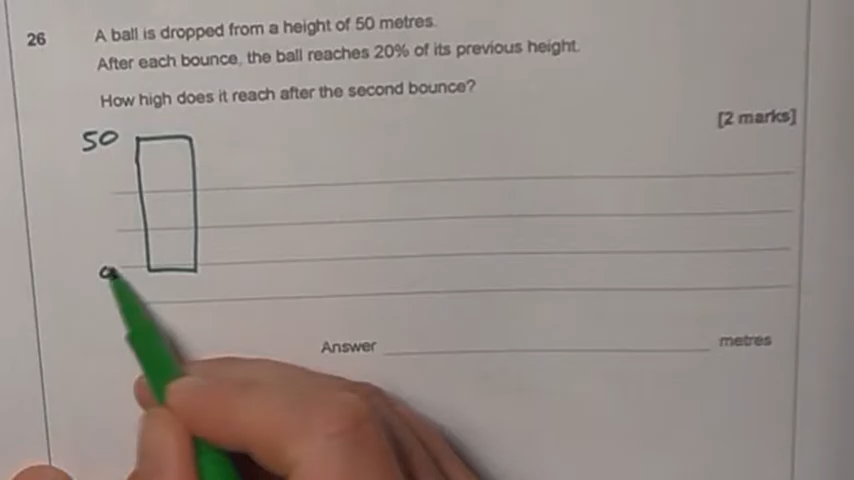 26 A ball is dropped from a height of 50 metres.
After each bounce, the ball reaches 20% of its previous height.
How high does it reach after the second bounce?
[2 marks]
50
0
Answer metres